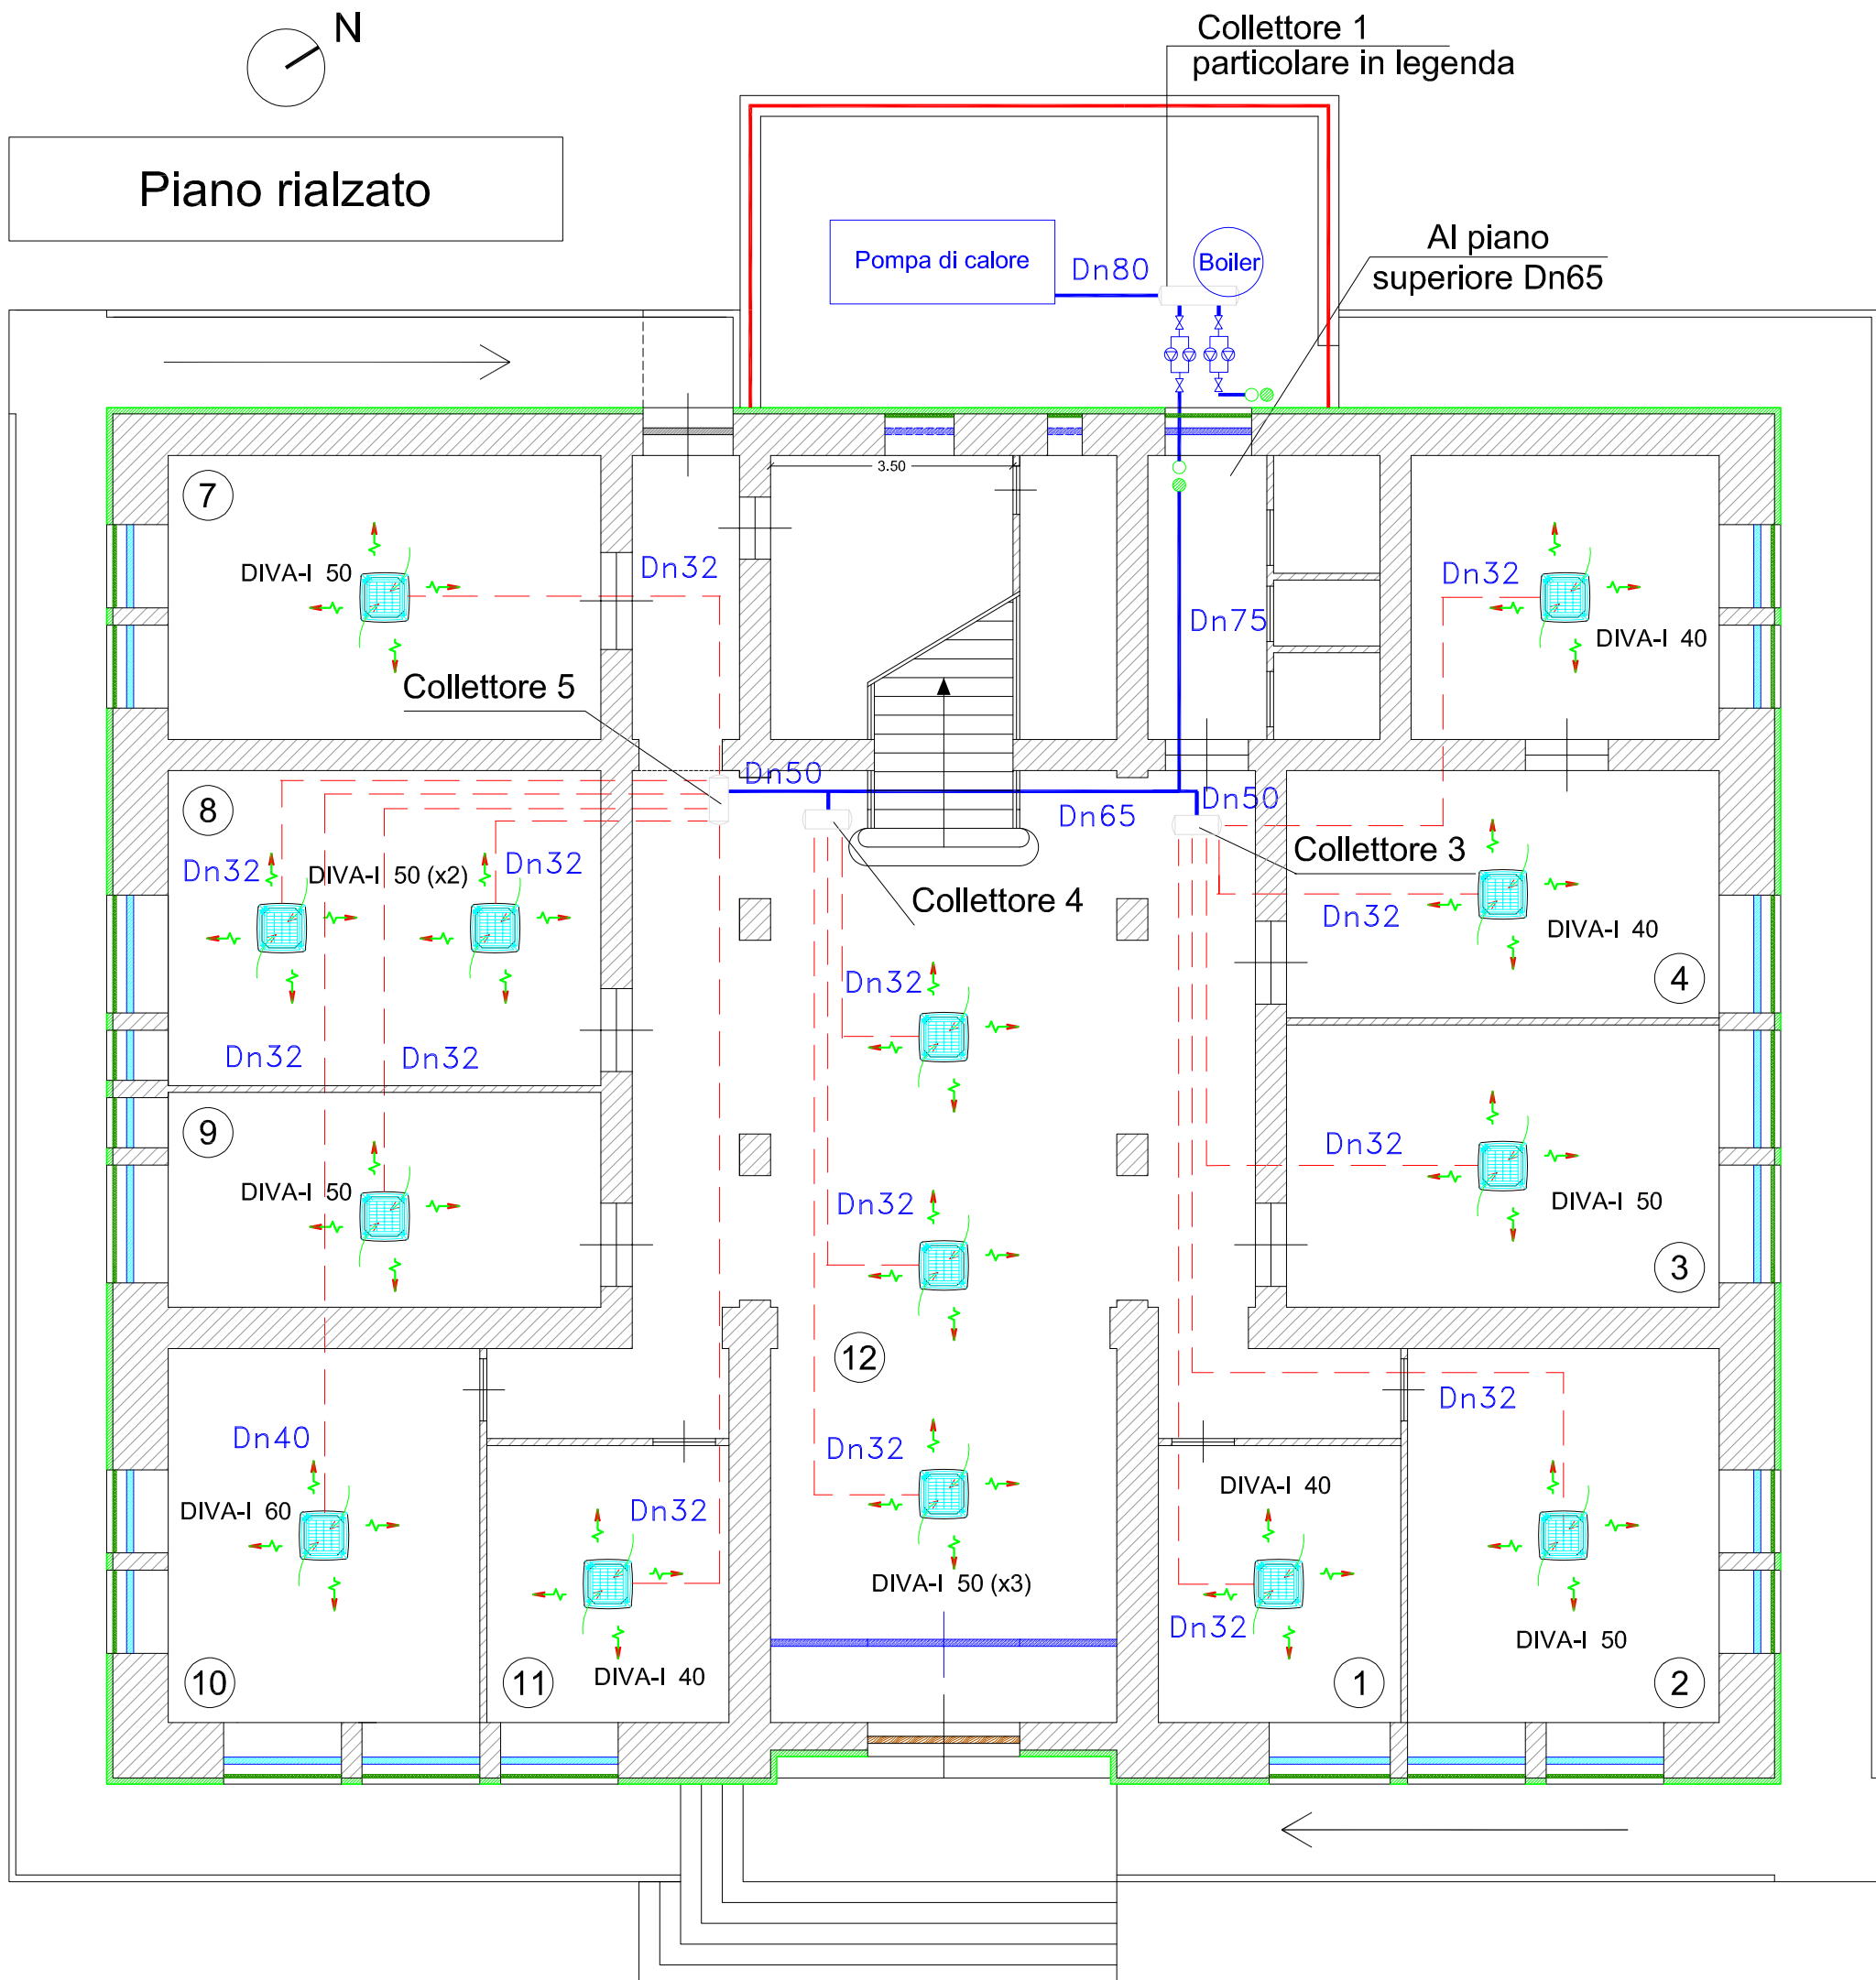 N
Collettore 1
particolare in legenda
Piano rialzato
Al piano
superiore Dn65
Pompa di calore
Dn80
Boiler
3.50
7
DIVA-I 50
Dn32
Dn75
Dn32
DIVA-I 40
Collettore 5
Dn50
Dn65
Dn50
8
Collettore 3
Dn32
DIVA-I 50 (x2)
Dn32
Collettore 4
Dn32
DIVA-I 40
4
Dn32
Dn32
Dn32
9
Dn32
DIVA-I 50
Dn32
DIVA-I 50
3
12
Dn32
Dn40
Dn32
DIVA-I 60
Dn32
DIVA-I 40
DIVA-I 50 (x3)
Dn32
DIVA-I 50
10
11
DIVA-I 40
1
2